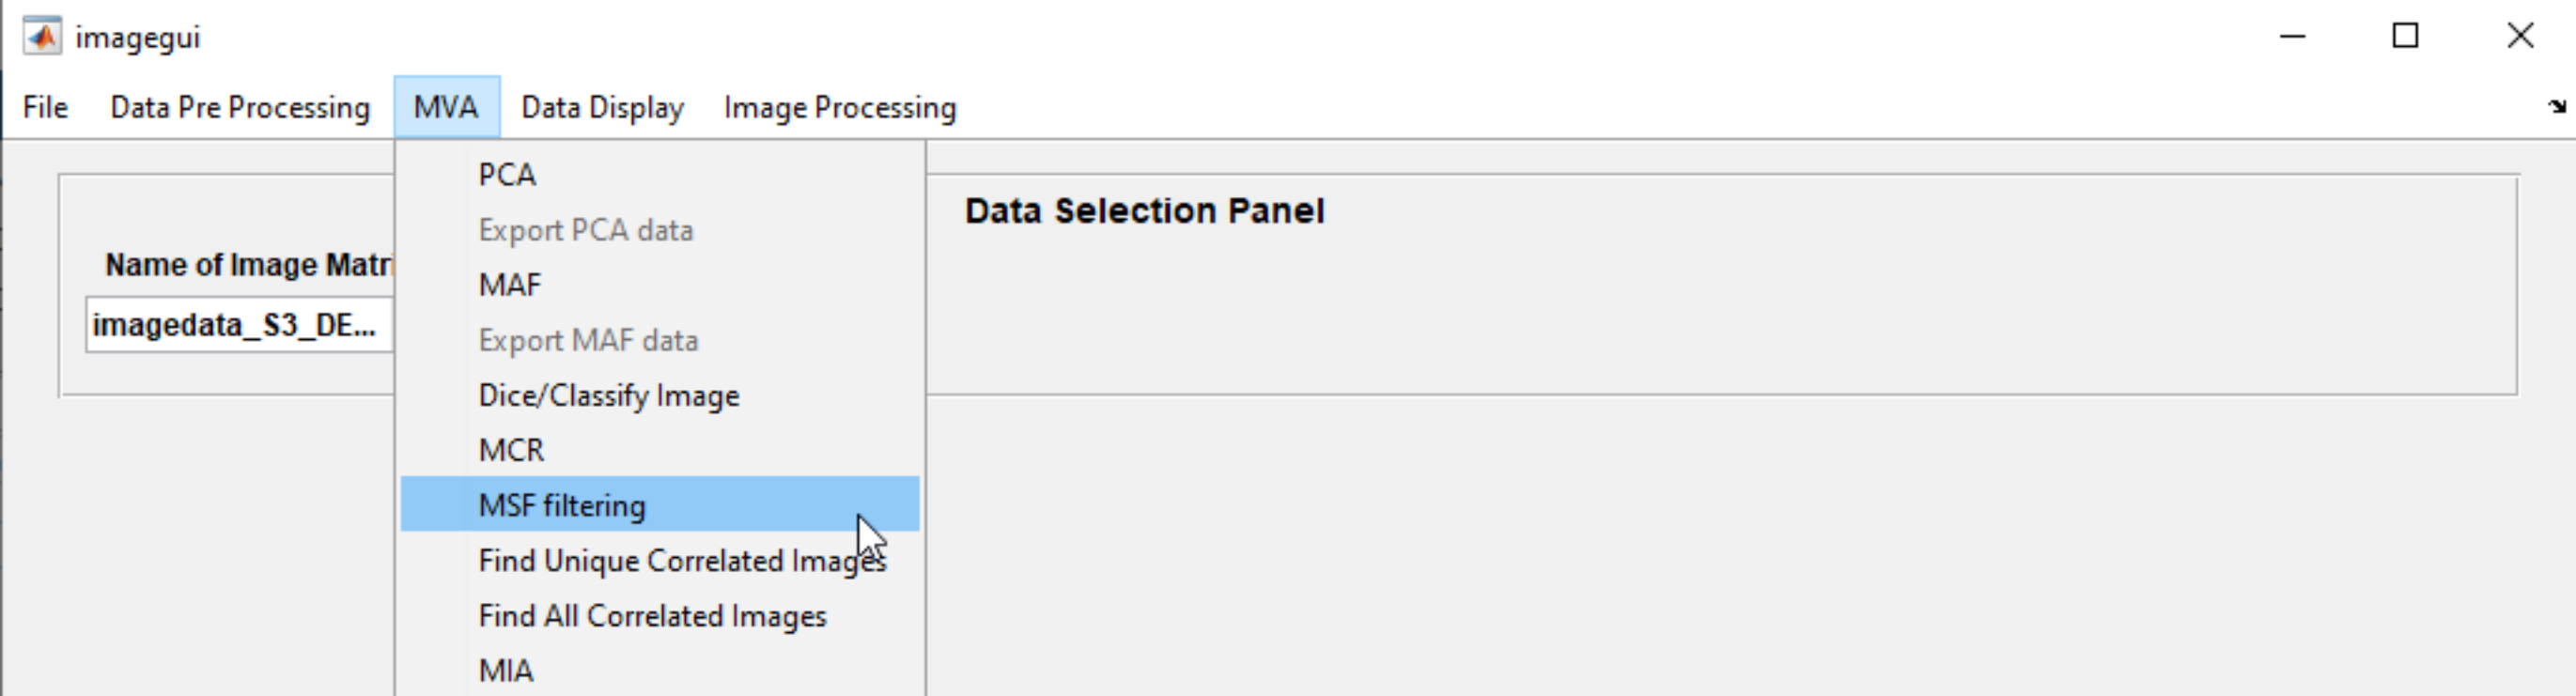 imagegui
File Data Pre Processing MVA Data Display Image Processing
PCA
Export PCA data
MAF
Export MAF data
Dice/Classify Image
MCR
MSF filtering
Find Unique Correlated Images
Find All Correlated Images
MIA
Data Selection Panel
Name of Image Matri
imagedata_S3_DE...